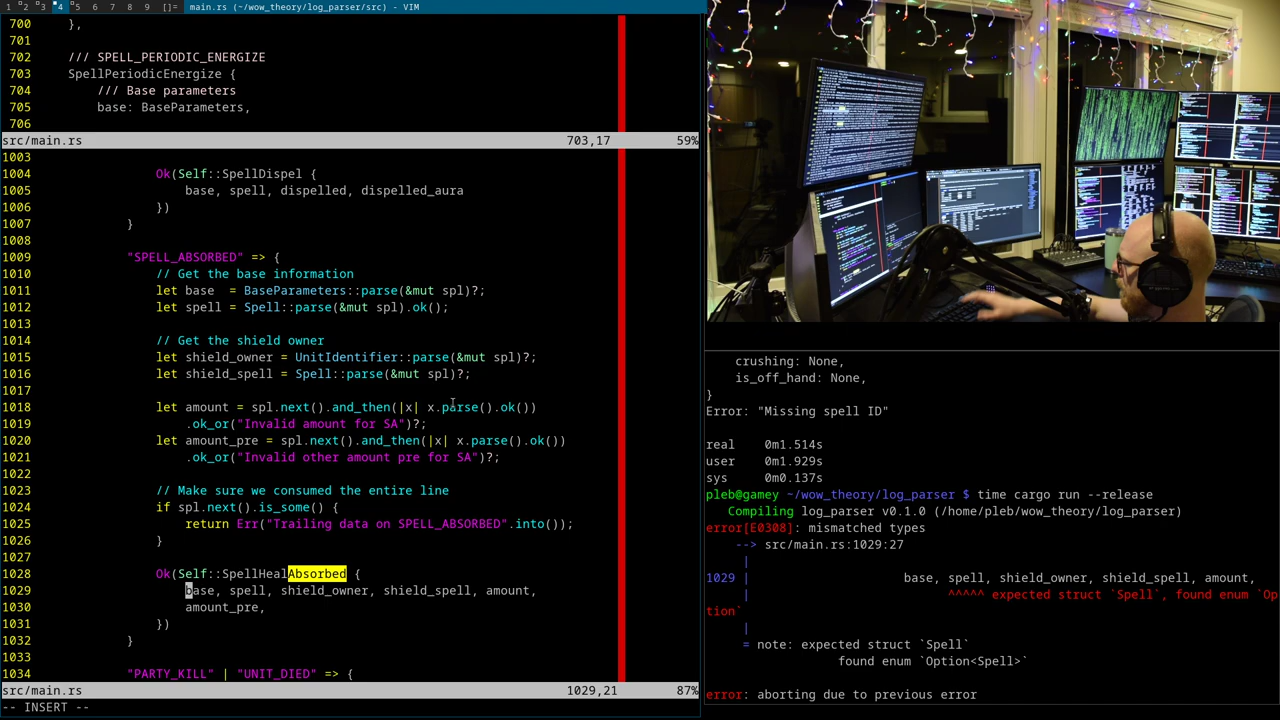 1 2 3 4 5 6 7 8 9 []= main.rs (~/wow_theory/log_parser/src) - VIM
700 },
701
702 /// SPELL_PERIODIC_ENERGIZE
703 SpellPeriodicEnergize {
704 /// Base parameters
705 base: BaseParameters,
706
src/main.rs 703,17 59%
1003
1004 Ok(Self::SpellDispel {
1005 base, spell, dispelled, dispelled_aura
1006 })
1007 }
1008
1009 "SPELL_ABSORBED" => {
1010 // Get the base information
1011 let base  = BaseParameters::parse(&mut spl)?;
1012 let spell = Spell::parse(&mut spl).ok();
1013
1014 // Get the shield owner
1015 let shield_owner = UnitIdentifier::parse(&mut spl)?;
1016 let shield_spell = Spell::parse(&mut spl)?;
1017
1018 let amount = spl.next().and_then(|x| x.parse().ok())
1019 .ok_or("Invalid amount for SA")?;
1020 let amount_pre = spl.next().and_then(|x| x.parse().ok())
1021 .ok_or("Invalid other amount pre for SA")?;
1022
1023 // Make sure we consumed the entire line
1024 if spl.next().is_some() {
1025 return Err("Trailing data on SPELL_ABSORBED".into());
1026 }
1027
1028 Ok(Self::SpellHealAbsorbed {
1029 base, spell, shield_owner, shield_spell, amount,
1030 amount_pre,
1031 })
1032 }
1033
1034 "PARTY_KILL" | "UNIT_DIED" => {
src/main.rs 1029,21 87%
-- INSERT --
crushing: None,
is_off_hand: None,
}
Error: "Missing spell ID"
real 0m1.514s
user 0m1.929s
sys 0m0.137s
pleb@gamey ~/wow_theory/log_parser $ time cargo run --release
Compiling log_parser v0.1.0 (/home/pleb/wow_theory/log_parser)
error[E0308]: mismatched types
--> src/main.rs:1029:27
|
1029 | base, spell, shield_owner, shield_spell, amount,
| ^^^^^ expected struct `Spell`, found enum `Op
tion`
|
= note: expected struct `Spell`
found enum `Option<Spell>`
error: aborting due to previous error